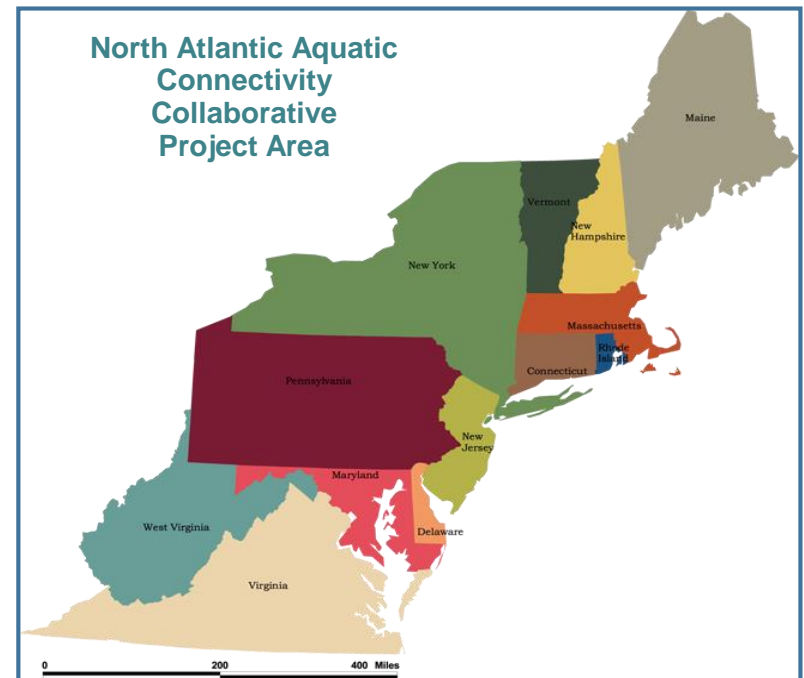 North Atlantic Aquatic
Connectivity
Collaborative
Project Area
Maine
Vermont
New
Hampshire
New York
Massachusetts
Rhode
Island
Connecticut
Pennsylvania
New
Jersey
Maryland
West Virginia
Delaware
Virginia
0 200 400 Miles